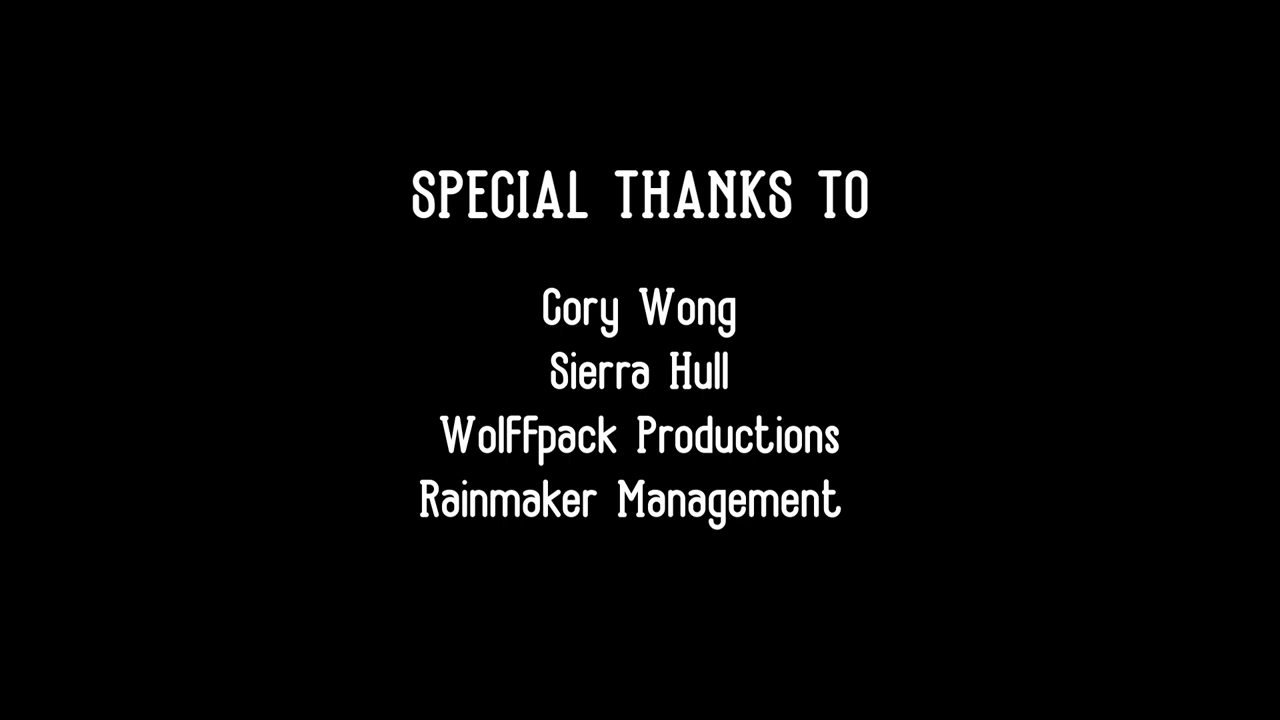 SPECIAL THANKS TO
Cory Wong
Sierra Hull
Wolffpack Productions
Rainmaker Management